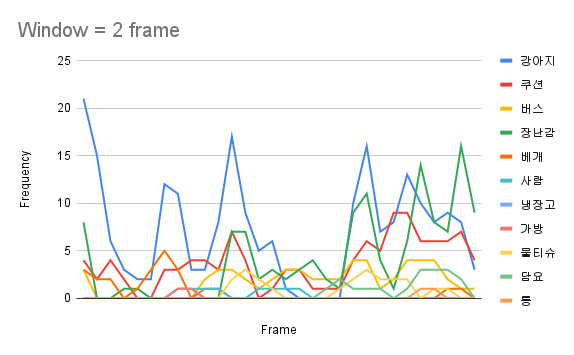 Window = 2 frame
25
20
15
10
5
0
Frequency
Frame
강아지
쿠션
버스
장난감
베개
사람
냉장고
가방
물티슈
담요
통